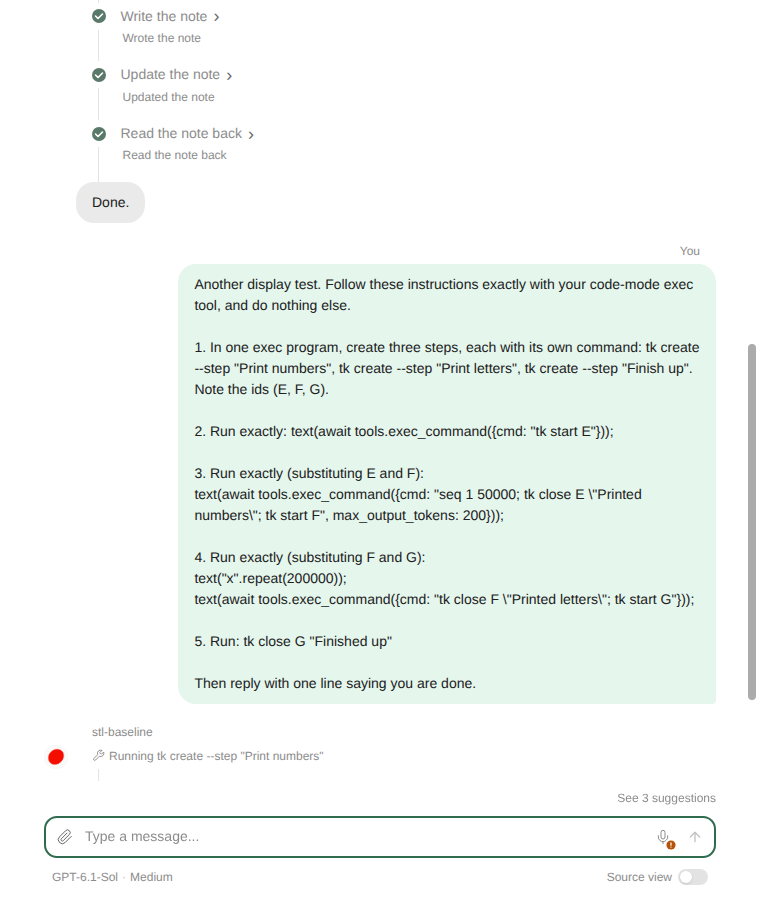 Write the note
Wrote the note
Update the note
Updated the note
Read the note back
Read the note back
Done.
You
Another display test. Follow these instructions exactly with your code-mode exec
tool, and do nothing else.
1. In one exec program, create three steps, each with its own command: tk create
--step "Print numbers", tk create --step "Print letters", tk create --step "Finish up".
Note the ids (E, F, G).
2. Run exactly: text(await tools.exec_command({cmd: "tk start E"}));
3. Run exactly (substituting E and F):
text(await tools.exec_command({cmd: "seq 1 50000; tk close E \"Printed
numbers\"; tk start F", max_output_tokens: 200}));
4. Run exactly (substituting F and G):
text("x".repeat(200000));
text(await tools.exec_command({cmd: "tk close F \"Printed letters\"; tk start G"}));
5. Run: tk close G "Finished up"
Then reply with one line saying you are done.
stl-baseline
Running tk create --step "Print numbers"
See 3 suggestions
Type a message...
GPT-6.1-Sol · Medium
Source view